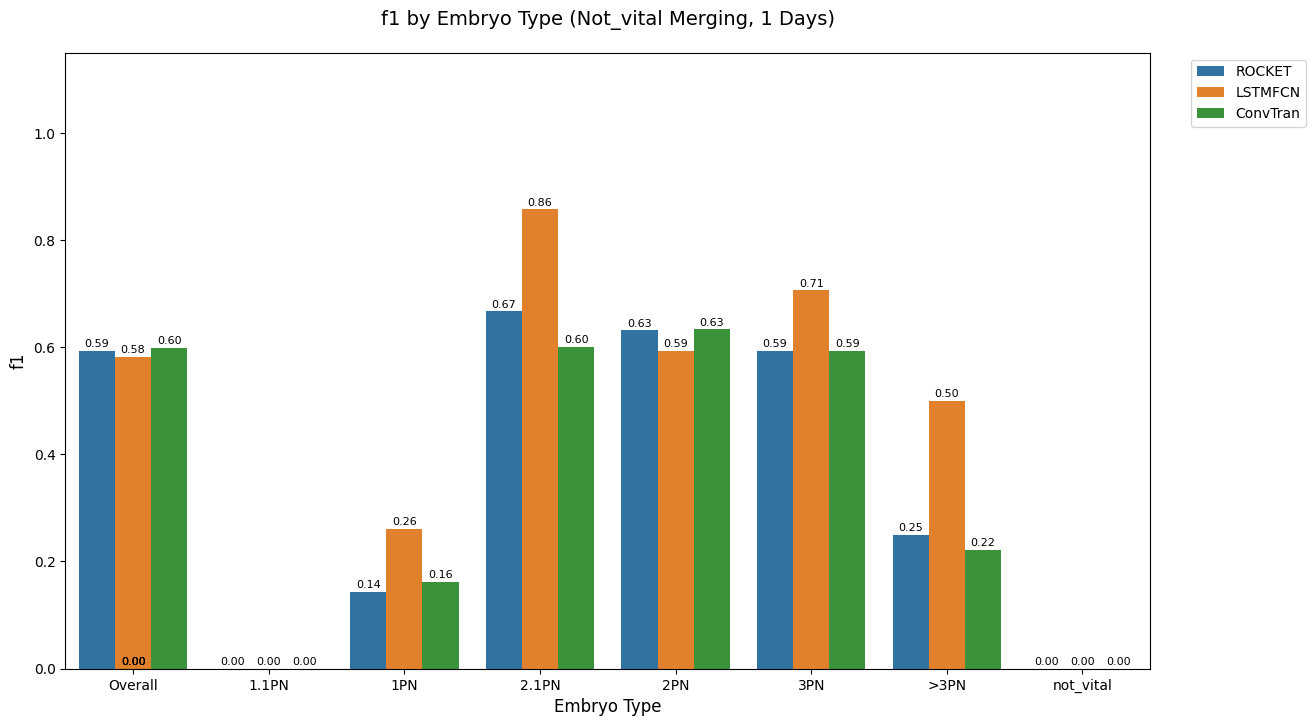 f1 by Embryo Type (Not_vital Merging, 1 Days)
ROCKET
LSTMFCN
ConvTran
f1
1.0
0.8
0.6
0.4
0.2
0.0
0.59
0.58
0.60
0.00
0.00
0.00
0.00
0.14
0.26
0.16
0.67
0.86
0.60
0.63
0.59
0.63
0.59
0.71
0.59
0.25
0.50
0.22
0.00
0.00
0.00
Overall
1.1PN
1PN
2.1PN
2PN
3PN
>3PN
not_vital
Embryo Type